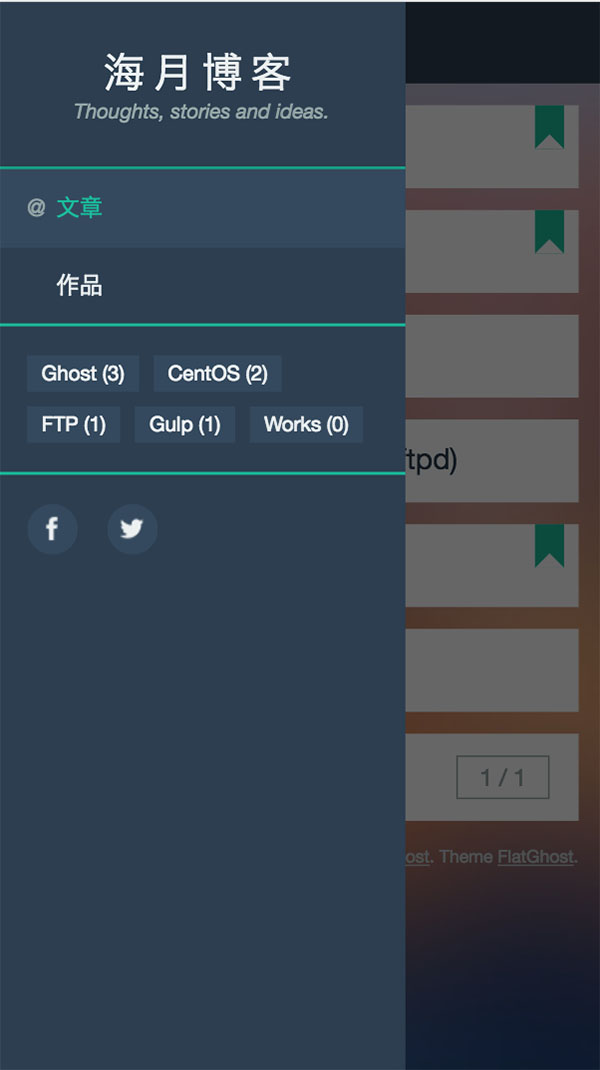 海月博客
Thoughts, stories and ideas.
@ 文章
作品
Ghost (3) CentOS (2)
FTP (1) Gulp (1) Works (0)
tpd)
1 / 1
ost. Theme FlatGhost.